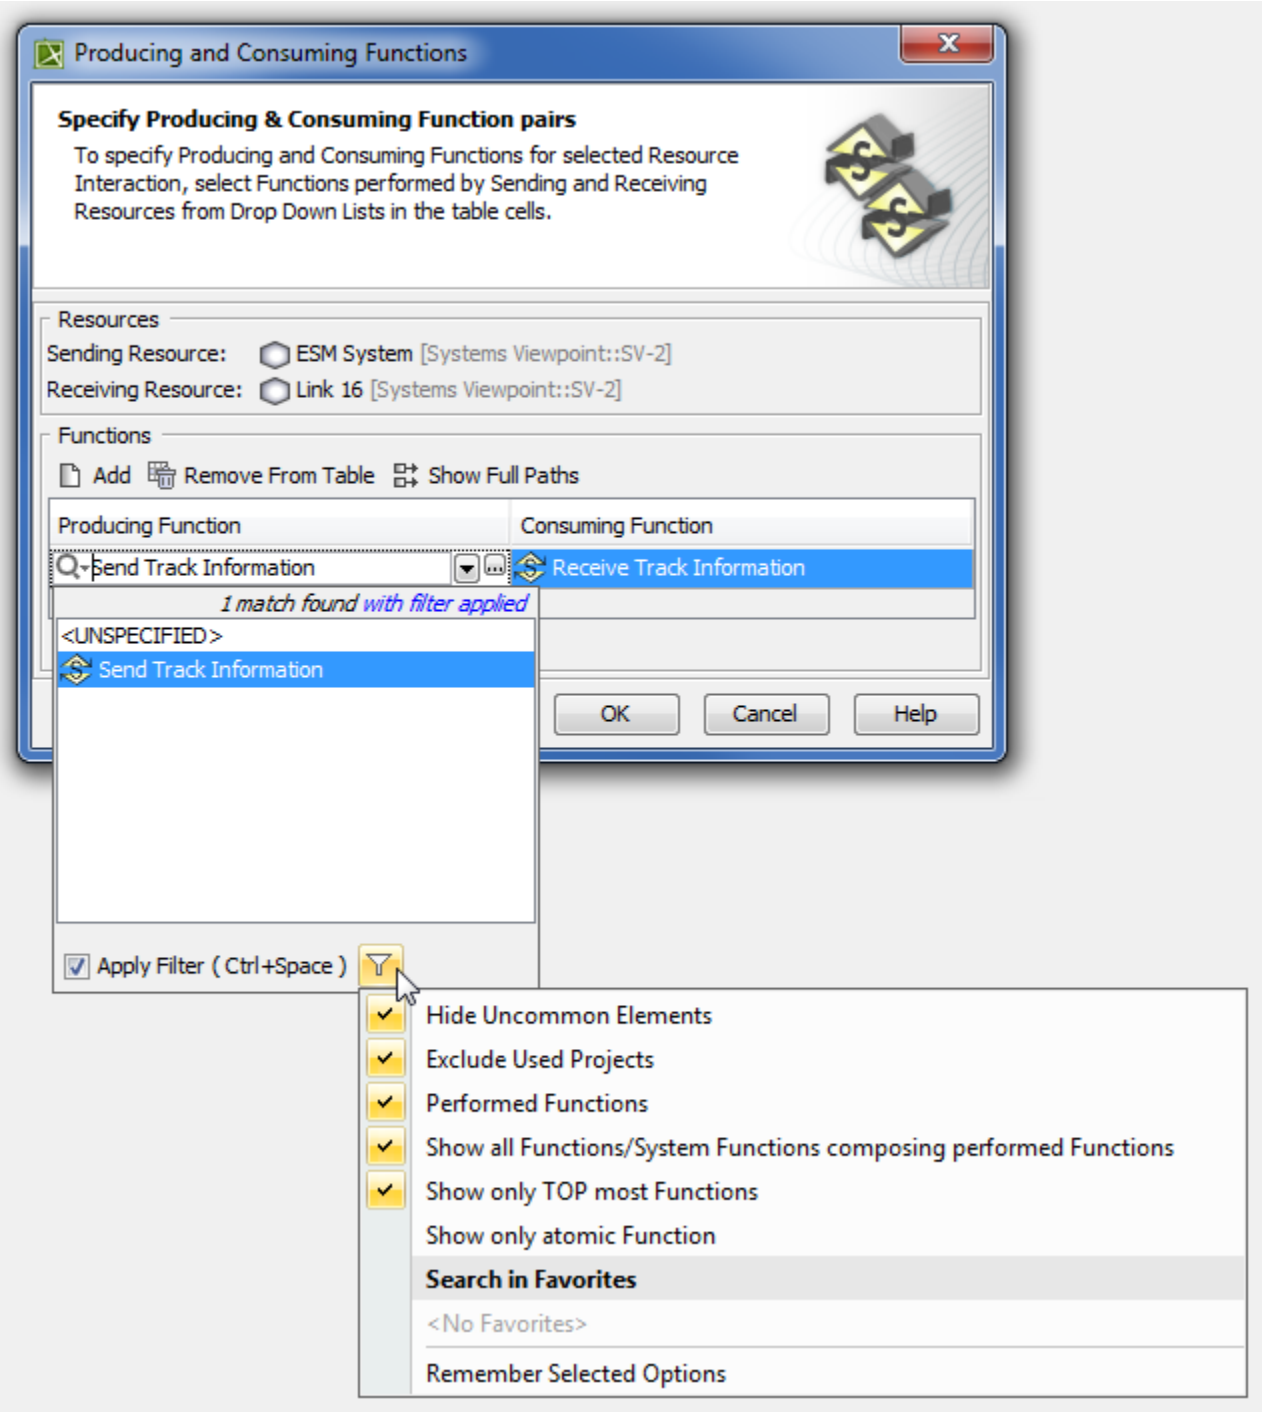 Producing and Consuming Functions
Specify Producing & Consuming Function pairs
To specify Producing and Consuming Functions for selected Resource
Interaction, select Functions performed by Sending and Receiving
Resources from Drop Down Lists in the table cells.
Resources
Sending Resource: ESM System [Systems Viewpoint::SV-2]
Receiving Resource: Link 16 [Systems Viewpoint::SV-2]
Functions
Add Remove From Table Show Full Paths
Producing Function Consuming Function
Send Track Information ... Receive Track Information
1 match found with filter applied
<UNSPECIFIED>
Send Track Information
OK Cancel Help
Apply Filter ( Ctrl+Space )
Hide Uncommon Elements
Exclude Used Projects
Performed Functions
Show all Functions/System Functions composing performed Functions
Show only TOP most Functions
Show only atomic Function
Search in Favorites
<No Favorites>
Remember Selected Options